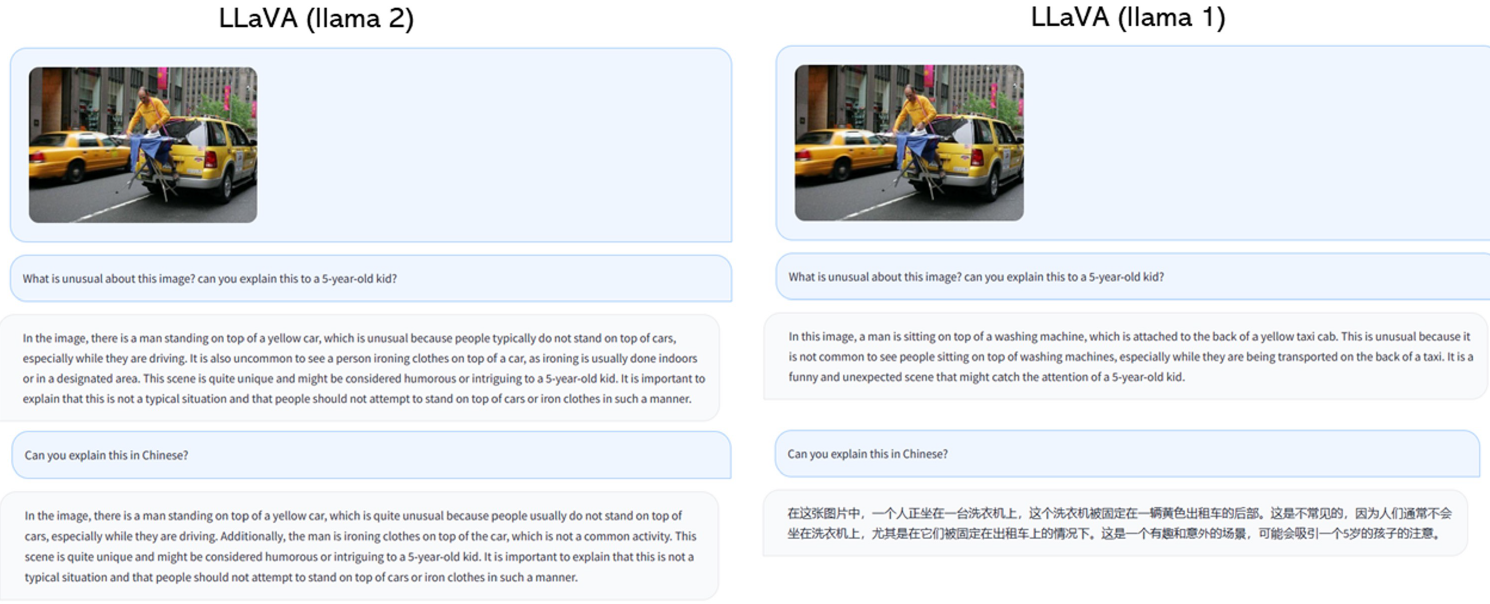 LLaVA (llama 2)
What is unusual about this image? can you explain this to a 5-year-old kid?
In the image, there is a man standing on top of a yellow car, which is unusual because people typically do not stand on top of cars,
especially while they are driving. It is also uncommon to see a person ironing clothes on top of a car, as ironing is usually done indoors
or in a designated area. This scene is quite unique and might be considered humorous or intriguing to a 5-year-old kid. It is important to
explain that this is not a typical situation and that people should not attempt to stand on top of cars or iron clothes in such a manner.
Can you explain this in Chinese?
In the image, there is a man standing on top of a yellow car, which is quite unusual because people usually do not stand on top of
cars, especially while they are driving. Additionally, the man is ironing clothes on top of the car, which is not a common activity. This
scene is quite unique and might be considered humorous or intriguing to a 5-year-old kid. It is important to explain that this is not a
typical situation and that people should not attempt to stand on top of cars or iron clothes in such a manner.
LLaVA (llama 1)
What is unusual about this image? can you explain this to a 5-year-old kid?
In this image, a man is sitting on top of a washing machine, which is attached to the back of a yellow taxi cab. This is unusual because it
is not common to see people sitting on top of washing machines, especially while they are being transported on the back of a taxi. It is a
funny and unexpected scene that might catch the attention of a 5-year-old kid.
Can you explain this in Chinese?
在这张图片中，一个人正坐在一台洗衣机上，这个洗衣机被固定在一辆黄色出租车的后部。这是不常见的，因为人们通常不会
坐在洗衣机上，尤其是在它们被固定在出租车上的情况下。这是一个有趣和意外的场景，可能会吸引一个5岁的孩子的注意。